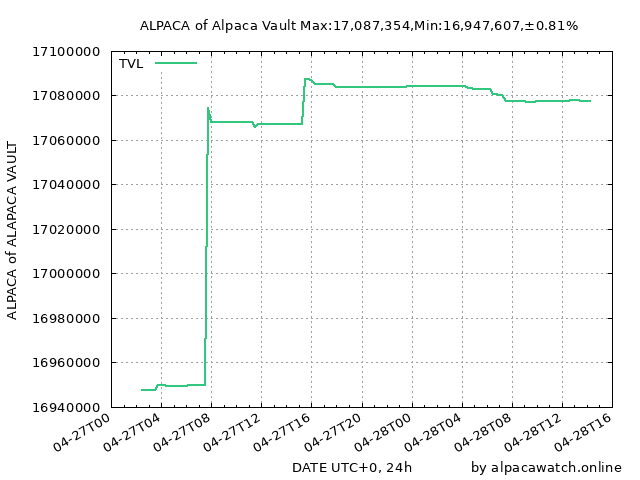 ALPACA of Alpaca Vault Max:17,087,354,Min:16,947,607,±0.81%
TVL
17100000
17080000
17060000
17040000
17020000
17000000
16980000
16960000
16940000
ALPACA of ALAPACA VAULT
04-27T00
04-27T04
04-27T08
04-27T12
04-27T16
04-27T20
04-28T00
04-28T04
04-28T08
04-28T12
04-28T16
DATE UTC+0, 24h
by alpacawatch.online